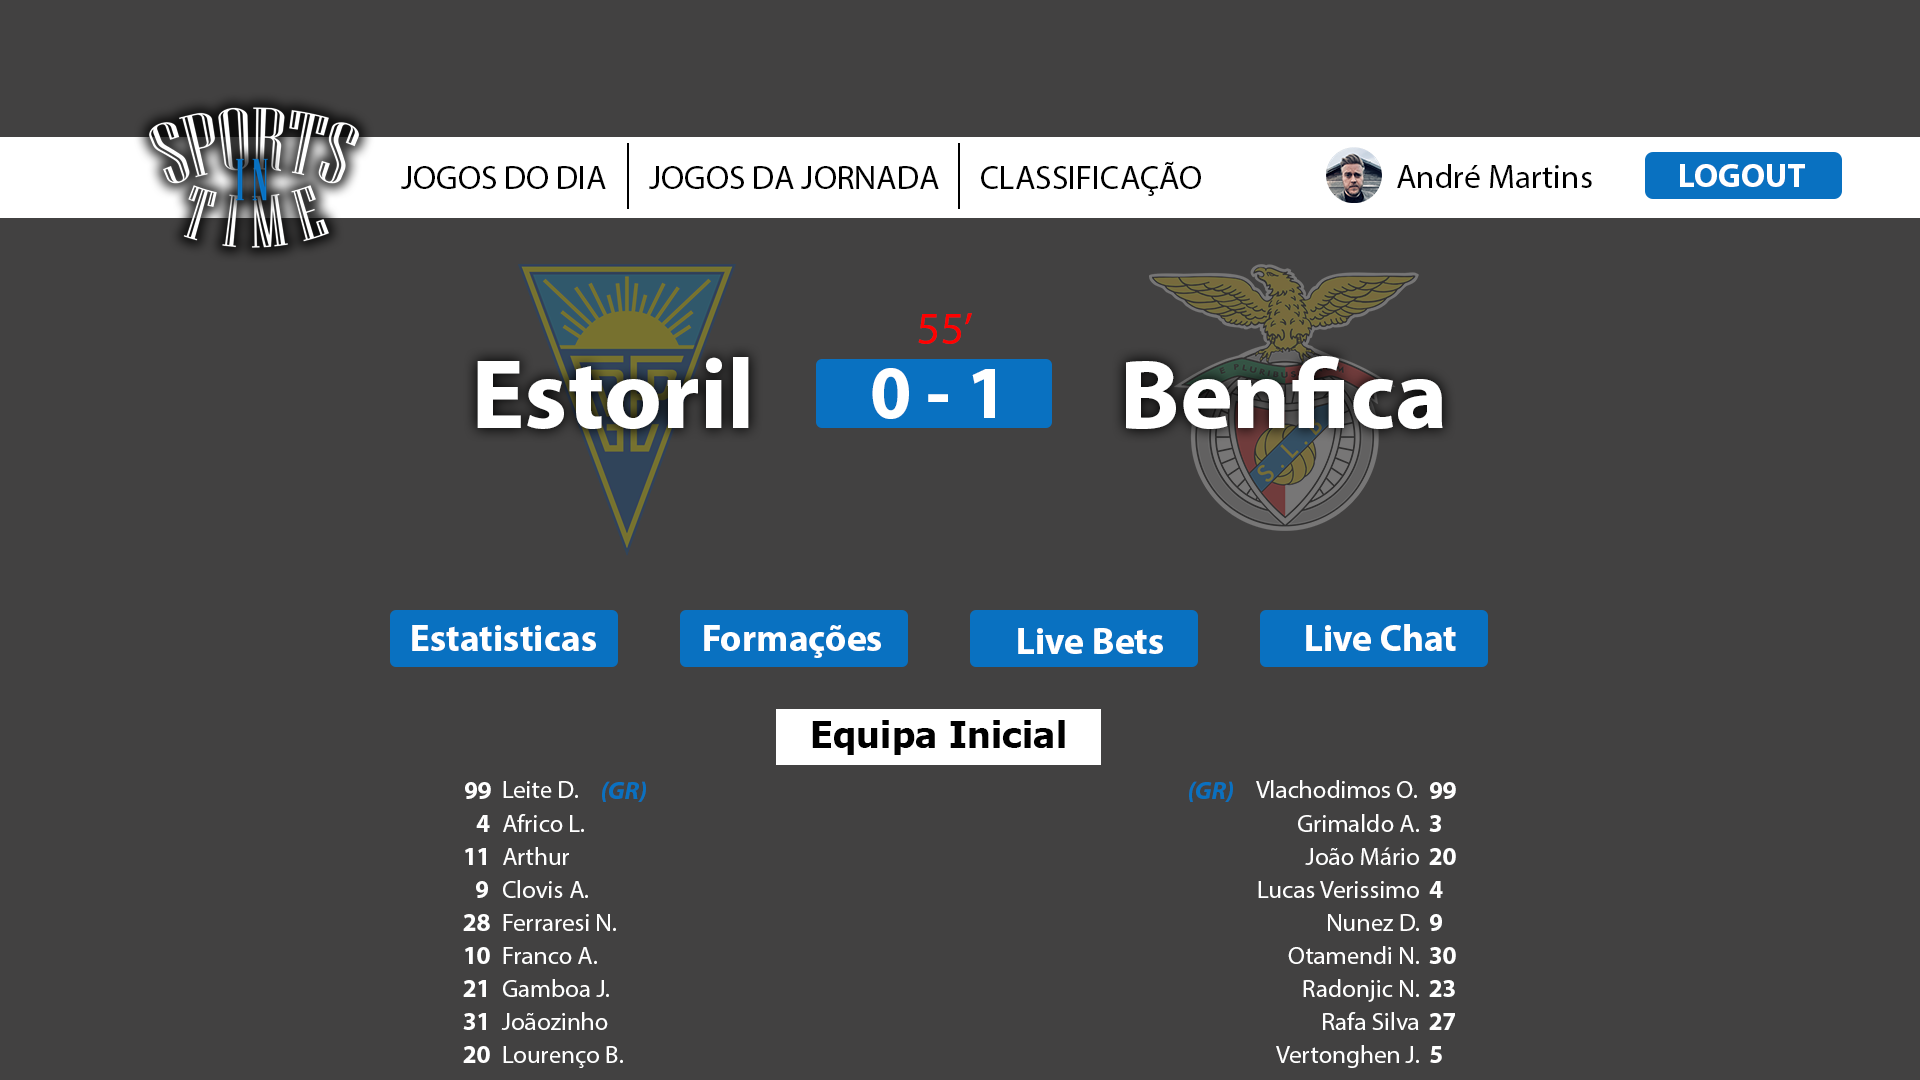 SPORTS
IN
TIME
JOGOS DO DIA
JOGOS DA JORNADA
CLASSIFICAÇÃO
André Martins
LOGOUT
55’
Estoril
0 - 1
Benfica
E PLURIBUS
S.L.B
Estatisticas
Formações
Live Bets
Live Chat
Equipa Inicial
99 Leite D. (GR)
(GR) Vlachodimos O. 99
4 Africo L.
Grimaldo A. 3
11 Arthur
João Mário 20
9 Clovis A.
Lucas Verissimo 4
28 Ferraresi N.
Nunez D. 9
10 Franco A.
Otamendi N. 30
21 Gamboa J.
Radonjic N. 23
31 Joãozinho
Rafa Silva 27
20 Lourenço B.
Vertonghen J. 5